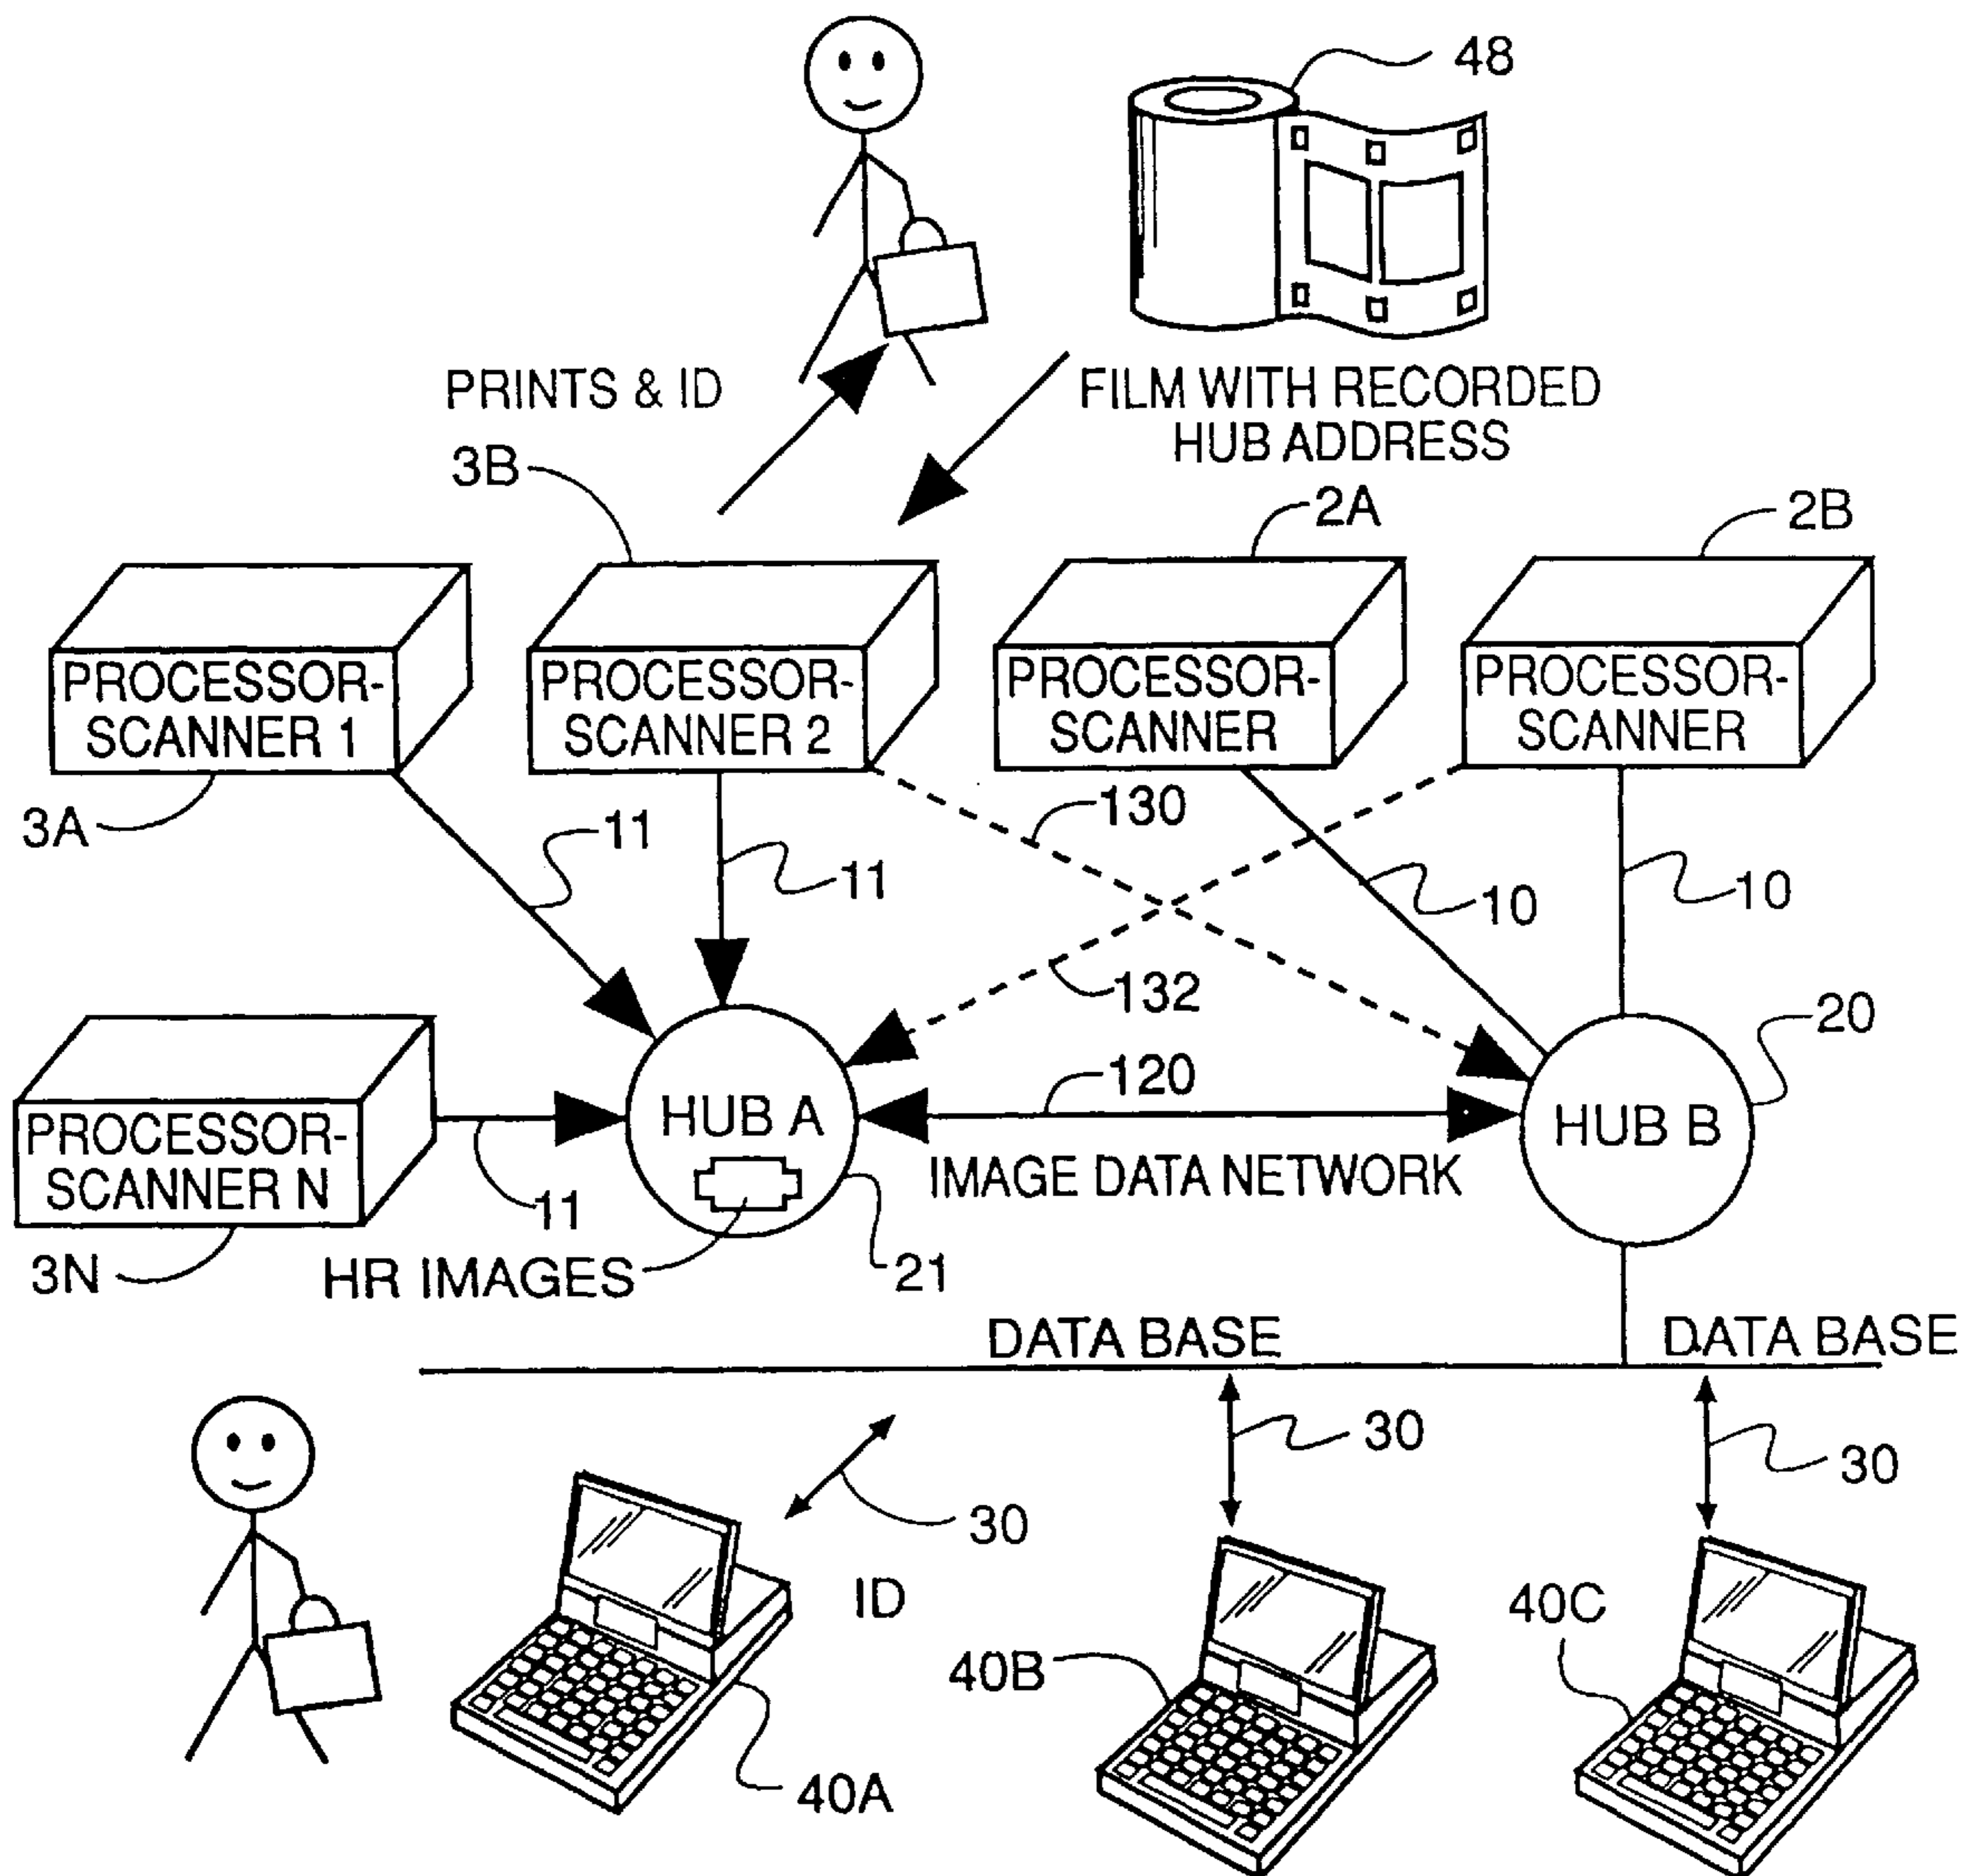 48
PRINTS & ID
FILM WITH RECORDED
HUB ADDRESS
3B
2A
2B
PROCESSOR-
SCANNER 1
PROCESSOR-
SCANNER 2
PROCESSOR-
SCANNER
PROCESSOR-
SCANNER
3A
11
11
130
10
10
132
20
PROCESSOR-
SCANNER N
11
3N
HUB A
120
HUB B
IMAGE DATA NETWORK
HR IMAGES
21
DATA BASE
DATA BASE
30
30
30
ID
40A
40B
40C